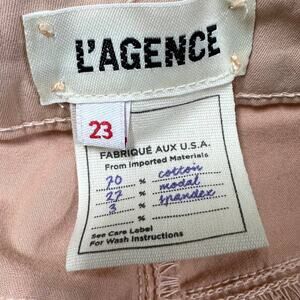 L'AGENCE
23
FABRIQUÉ AUX U.S.A.
From Imported Materials
70 % cotton
27 % modal
3 % spandex
%
See Care Label
For Wash Instructions